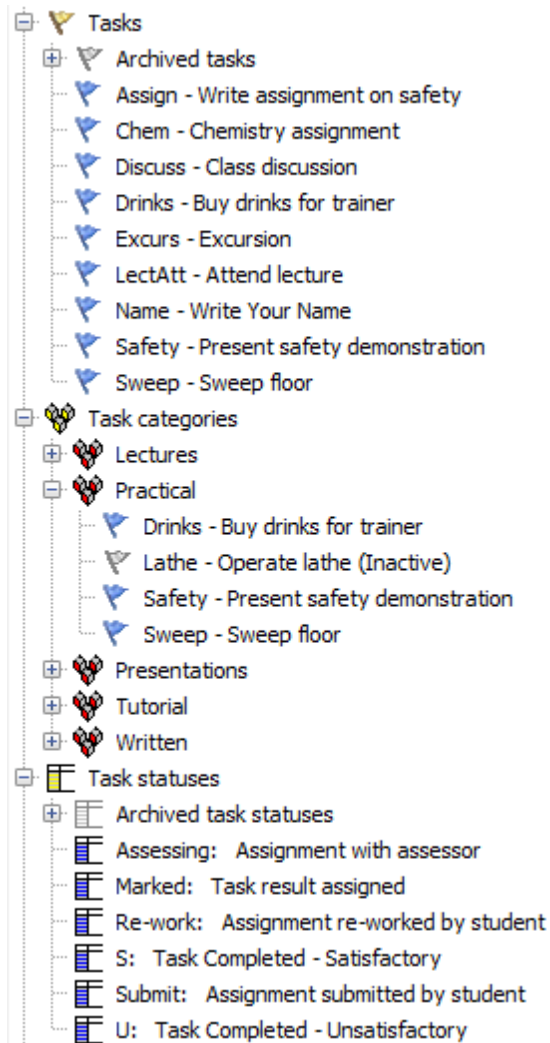 Tasks
Archived tasks
Assign - Write assignment on safety
Chem - Chemistry assignment
Discuss - Class discussion
Drinks - Buy drinks for trainer
Excurs - Excursion
LectAtt - Attend lecture
Name - Write Your Name
Safety - Present safety demonstration
Sweep - Sweep floor
Task categories
Lectures
Practical
Drinks - Buy drinks for trainer
Lathe - Operate lathe (Inactive)
Safety - Present safety demonstration
Sweep - Sweep floor
Presentations
Tutorial
Written
Task statuses
Archived task statuses
Assessing:   Assignment with assessor
Marked:   Task result assigned
Re-work:   Assignment re-worked by student
S:   Task Completed - Satisfactory
Submit:   Assignment submitted by student
U:   Task Completed - Unsatisfactory